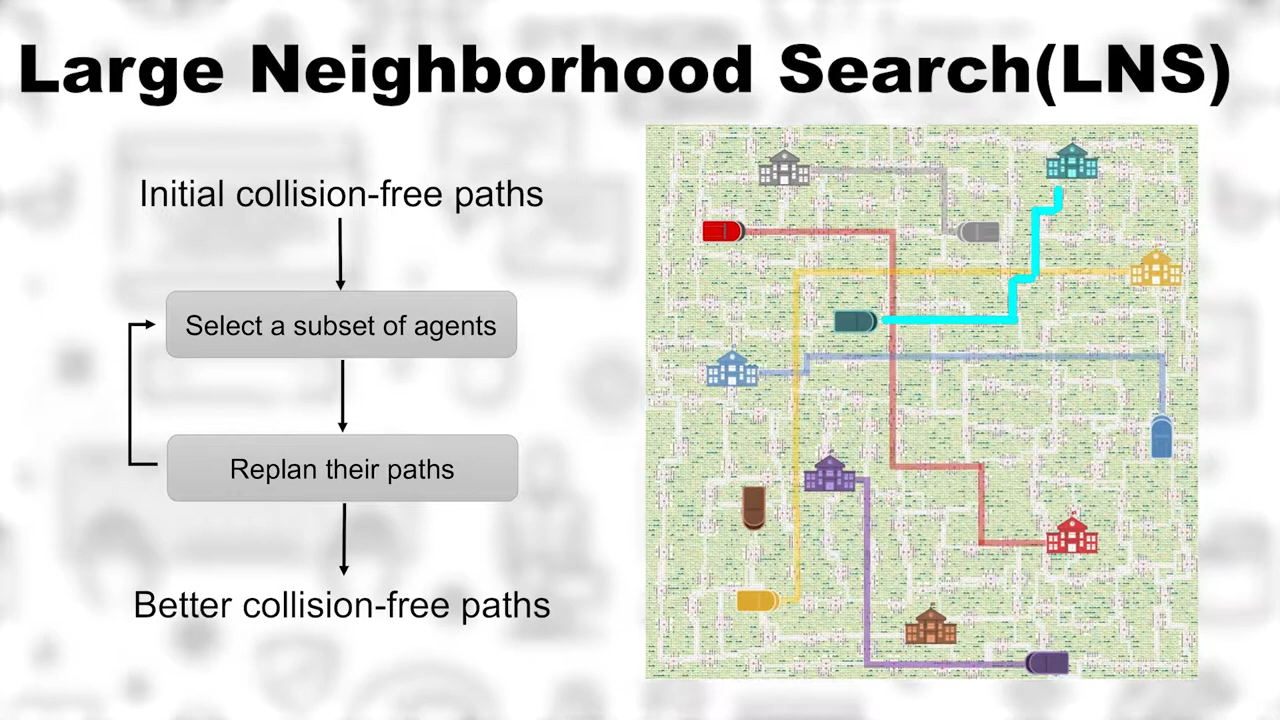 Large Neighborhood Search(LNS)
Initial collision-free paths
Select a subset of agents
Replan their paths
Better collision-free paths